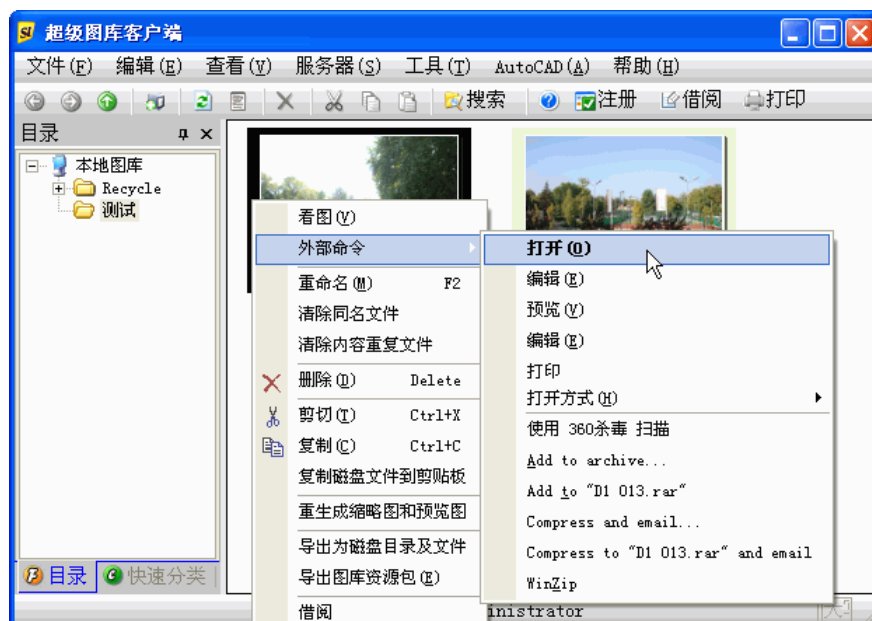 超级图库客户端
文件(F) 编辑(E) 查看(V) 服务器(S) 工具(T) AutoCAD(A) 帮助(H)
搜索 注册 借阅 打印
目录
本地图库
Recycle
测试
看图(V)
外部命令
重命名(M) F2
清除同名文件
清除内容重复文件
删除(D) Delete
剪切(T) Ctrl+X
复制(C) Ctrl+C
复制磁盘文件到剪贴板
重生成缩略图和预览图
导出为磁盘目录及文件
导出图库资源包(E)
借阅
打开(O)
编辑(E)
预览(V)
编辑(E)
打印
打开方式(H)
使用 360杀毒 扫描
Add to archive...
Add to "D1 013.rar"
Compress and email...
Compress to "D1 013.rar" and email
WinZip
目录 快速分类
inistrator